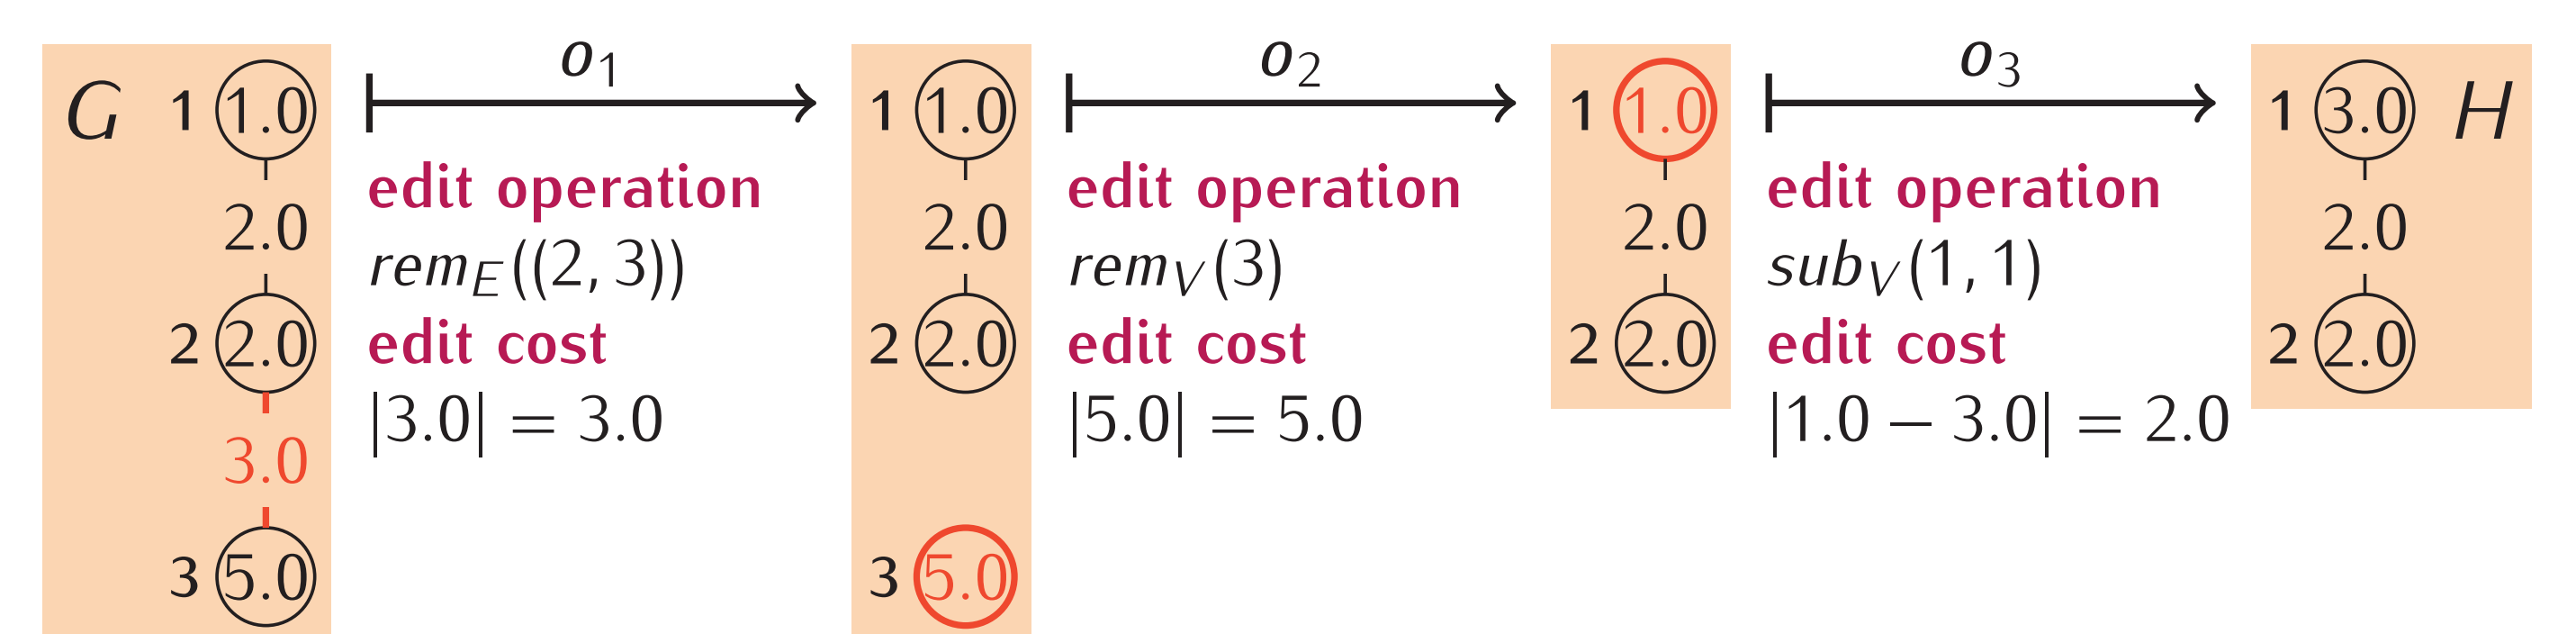 G
1 1.0
2.0
2 2.0
3.0
3 5.0
o1
edit operation
remE((2, 3))
edit cost
|3.0| = 3.0
1 1.0
2.0
2 2.0
3 5.0
o2
edit operation
remV(3)
edit cost
|5.0| = 5.0
1 1.0
2.0
2 2.0
o3
edit operation
subV(1, 1)
edit cost
|1.0 − 3.0| = 2.0
1 3.0 H
2.0
2 2.0